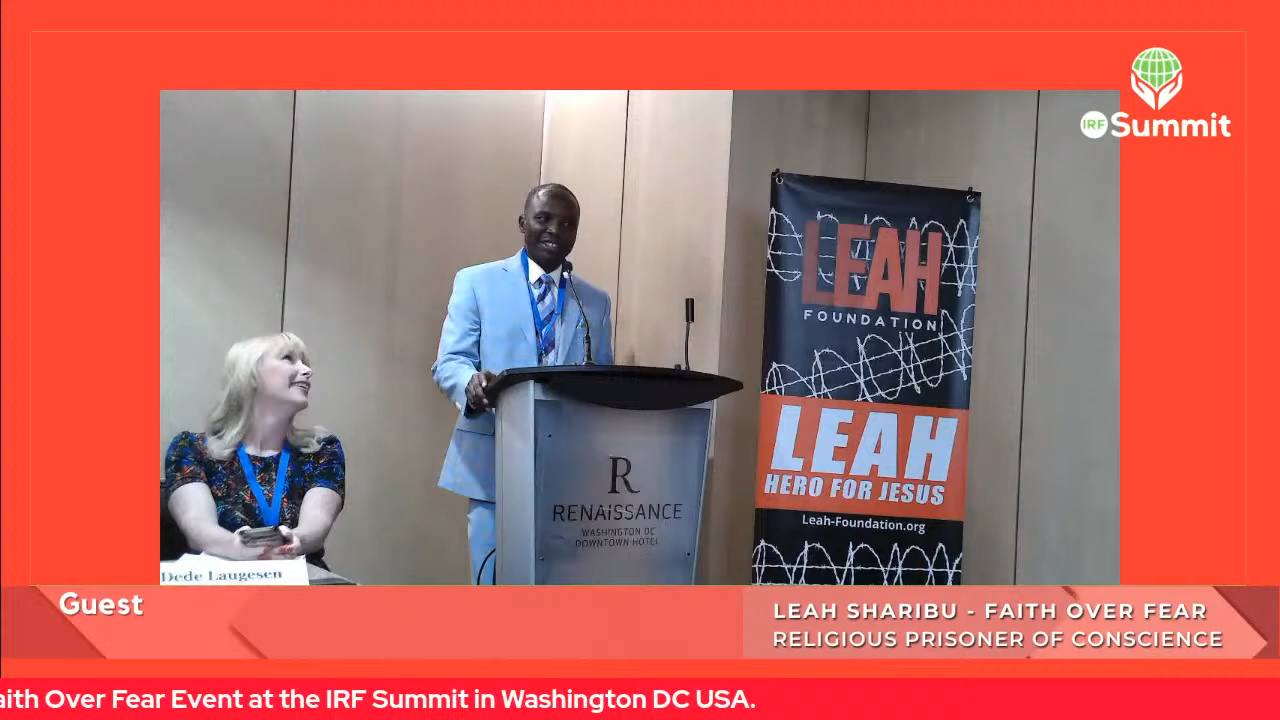 IRF Summit
LEAH
FOUNDATION
LEAH
HERO FOR JESUS
Leah-Foundation.org
R
RENAISSANCE
WASHINGTON DC
DOWNTOWN HOTEL
Dede Laugesen
Guest
LEAH SHARIBU - FAITH OVER FEAR
RELIGIOUS PRISONER OF CONSCIENCE
aith Over Fear Event at the IRF Summit in Washington DC USA.